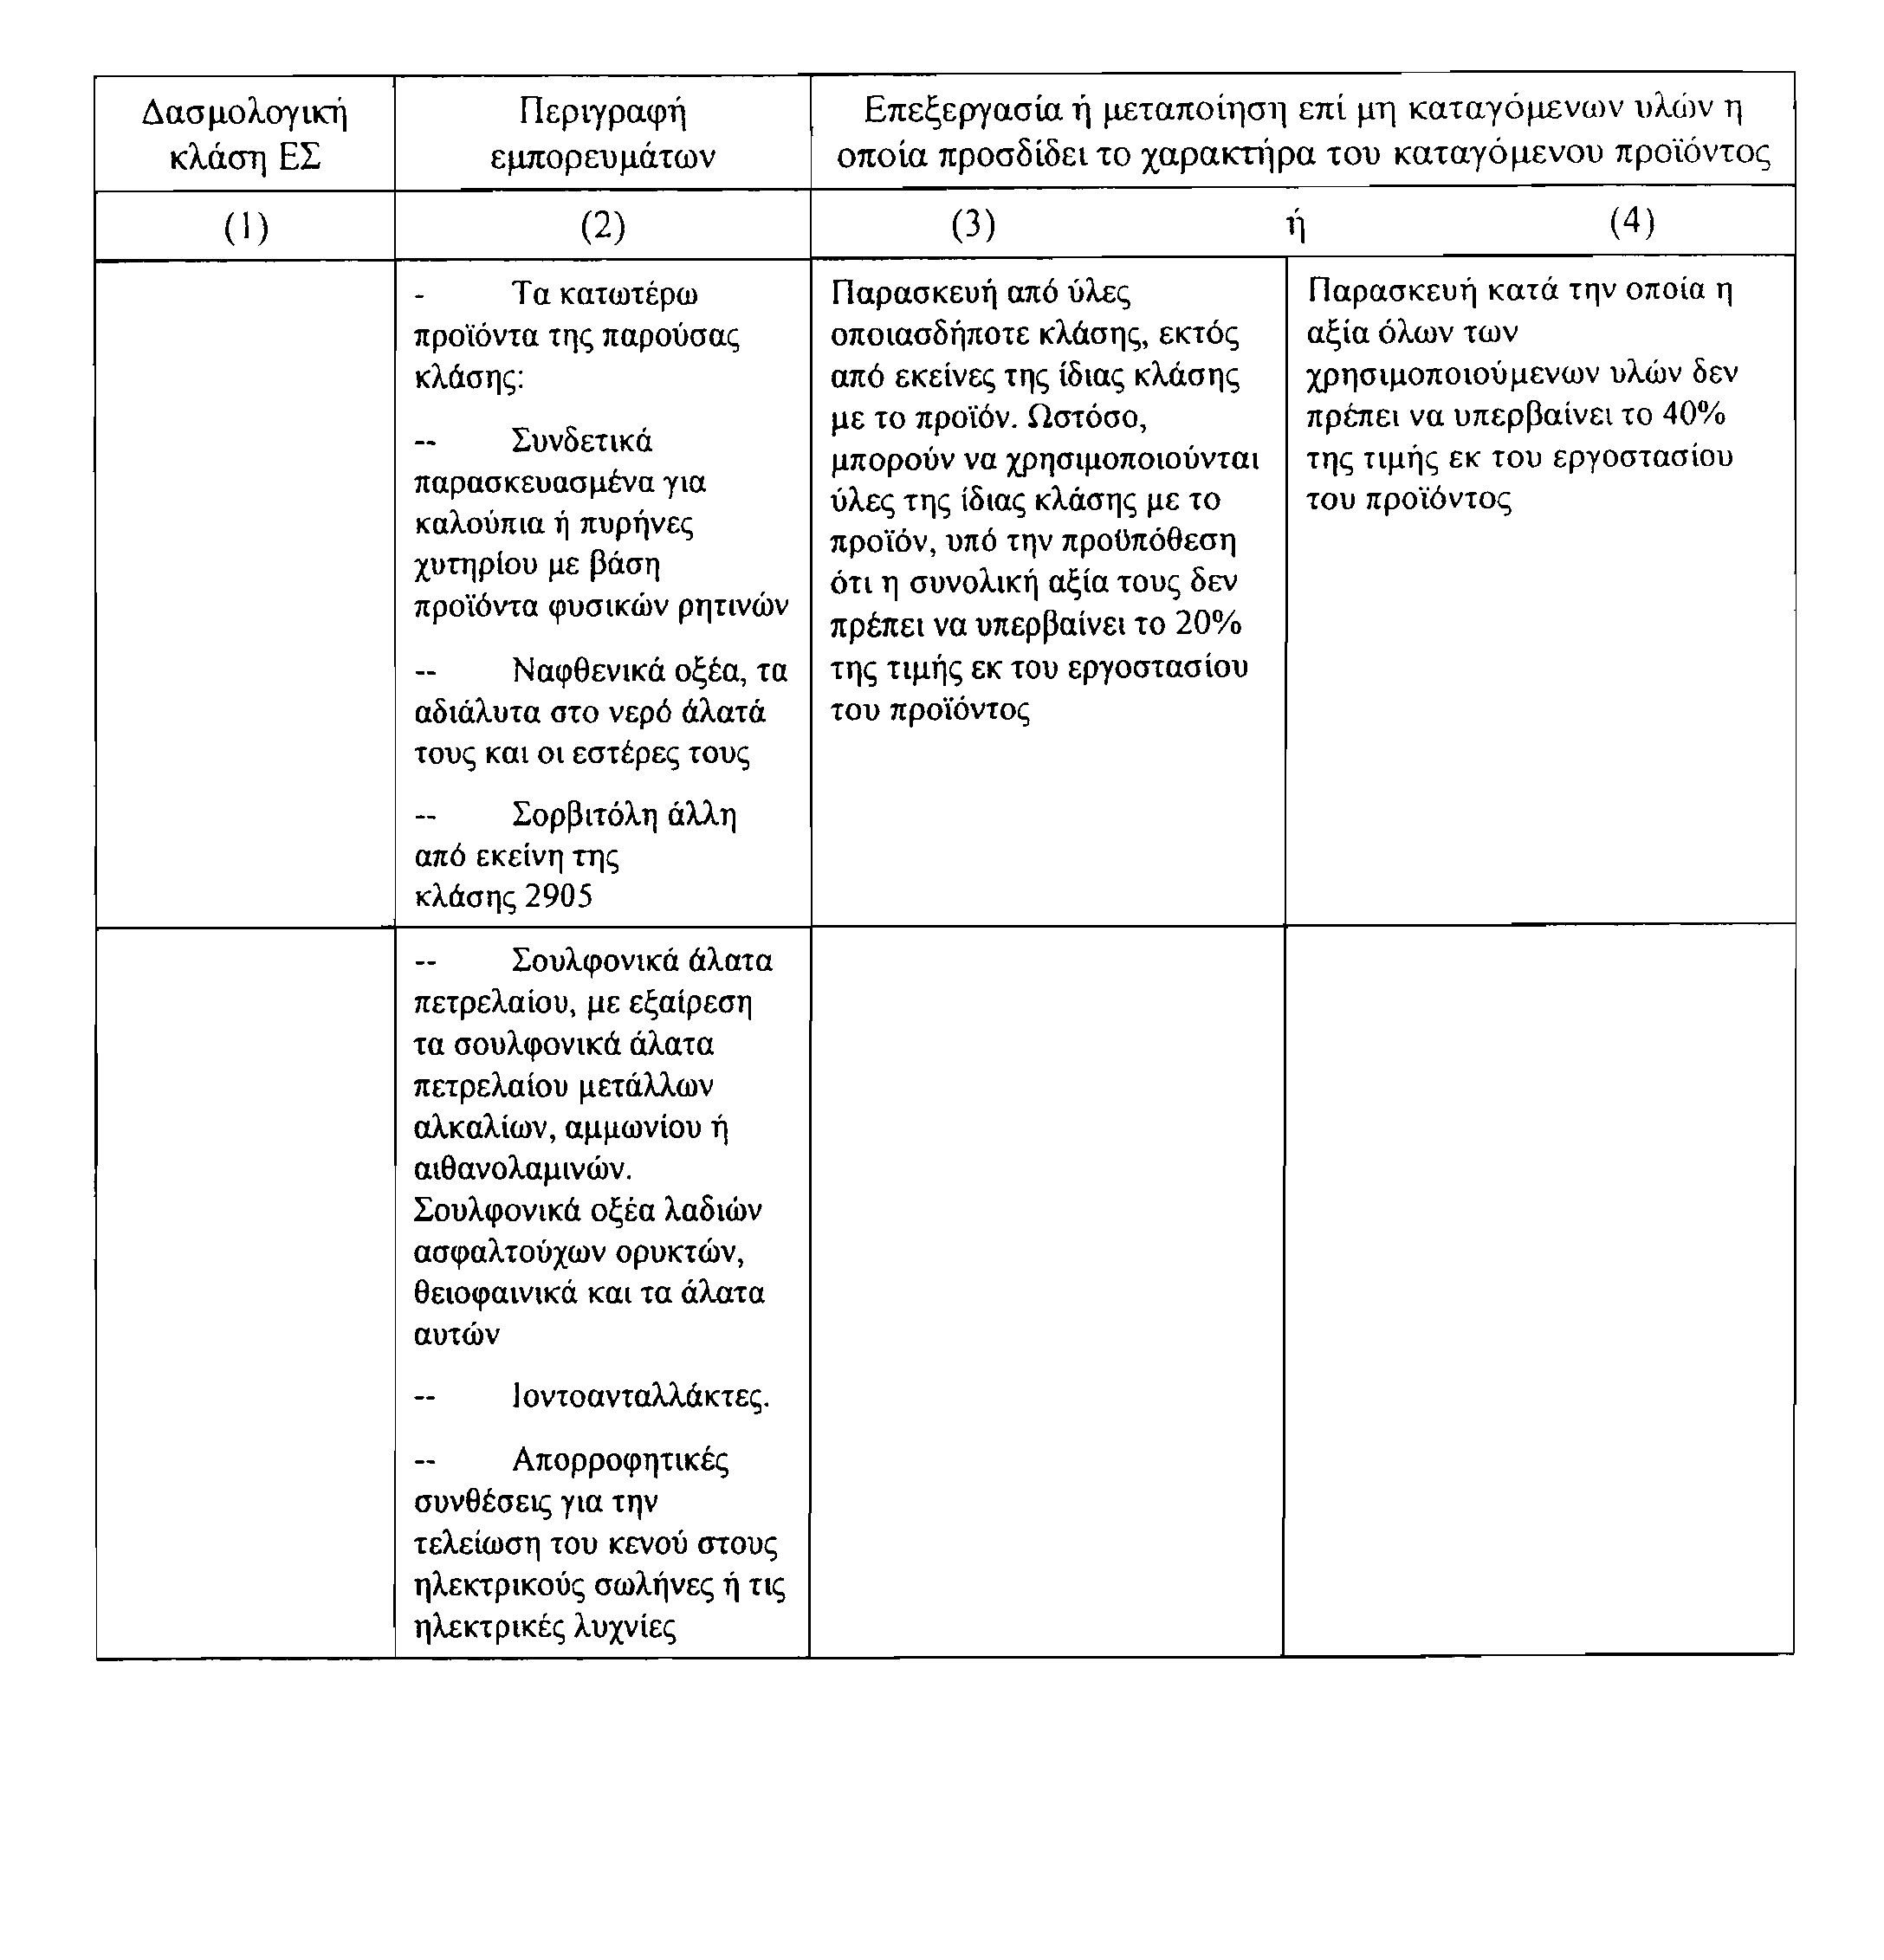 Δασμολογική
κλάση ΕΣ
Περιγραφή
εμπορευμάτων
Επεξεργασία ή μεταποίηση επί μη καταγόμενων υλών η
οποία προσδίδει το χαρακτήρα του καταγόμενου προϊόντος
(1)
(2)
(3) ή (4)
- Τα κατωτέρω
προϊόντα της παρούσας
κλάσης:
-- Συνδετικά
παρασκευασμένα για
καλούπια ή πυρήνες
χυτηρίου με βάση
προϊόντα φυσικών ρητινών
-- Ναφθενικά οξέα, τα
αδιάλυτα στο νερό άλατά
τους και οι εστέρες τους
-- Σορβιτόλη άλλη
από εκείνη της
κλάσης 2905
Παρασκευή από ύλες
οποιασδήποτε κλάσης, εκτός
από εκείνες της ίδιας κλάσης
με το προϊόν. Ωστόσο,
μπορούν να χρησιμοποιούνται
ύλες της ίδιας κλάσης με το
προϊόν, υπό την προϋπόθεση
ότι η συνολική αξία τους δεν
πρέπει να υπερβαίνει το 20%
της τιμής εκ του εργοστασίου
του προϊόντος
Παρασκευή κατά την οποία η
αξία όλων των
χρησιμοποιούμενων υλών δεν
πρέπει να υπερβαίνει το 40%
της τιμής εκ του εργοστασίου
του προϊόντος
-- Σουλφονικά άλατα
πετρελαίου, με εξαίρεση
τα σουλφονικά άλατα
πετρελαίου μετάλλων
αλκαλίων, αμμωνίου ή
αιθανολαμινών.
Σουλφονικά οξέα λαδιών
ασφαλτούχων ορυκτών,
θειοφαινικά και τα άλατα
αυτών
-- Ιοντοανταλλάκτες.
-- Απορροφητικές
συνθέσεις για την
τελείωση του κενού στους
ηλεκτρικούς σωλήνες ή τις
ηλεκτρικές λυχνίες